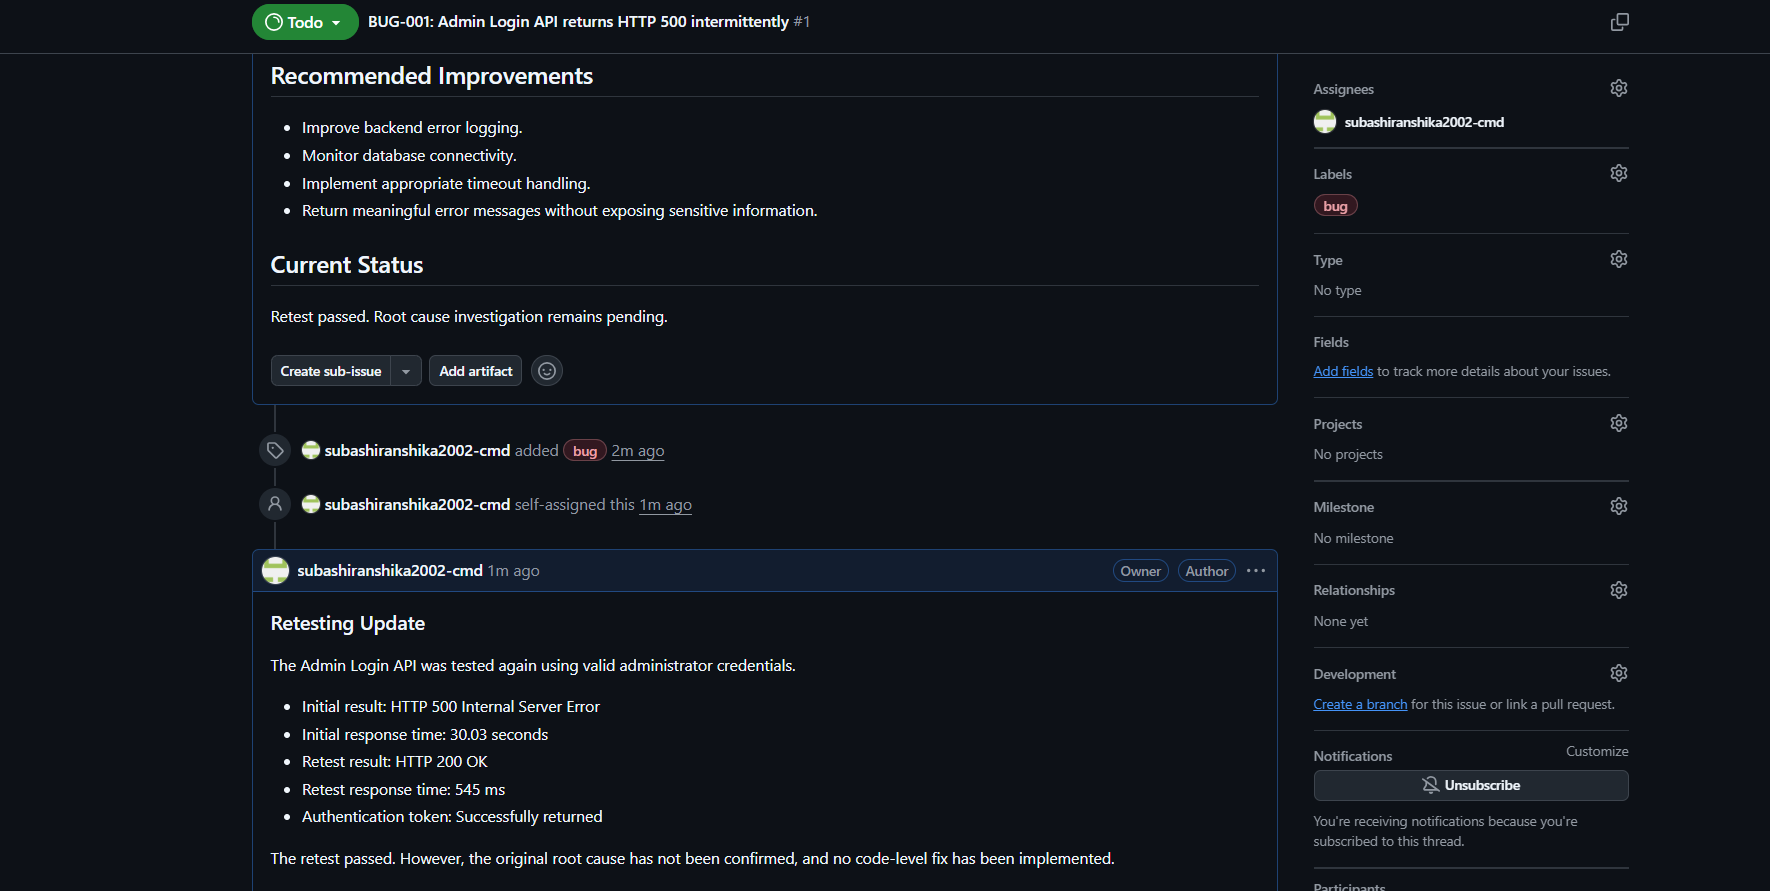 Todo
BUG-001: Admin Login API returns HTTP 500 intermittently #1
Recommended Improvements
Improve backend error logging.
Monitor database connectivity.
Implement appropriate timeout handling.
Return meaningful error messages without exposing sensitive information.
Current Status
Retest passed. Root cause investigation remains pending.
Create sub-issue
Add artifact
subashiranshika2002-cmd added bug 2m ago
subashiranshika2002-cmd self-assigned this 1m ago
subashiranshika2002-cmd 1m ago
Owner
Author
Retesting Update
The Admin Login API was tested again using valid administrator credentials.
Initial result: HTTP 500 Internal Server Error
Initial response time: 30.03 seconds
Retest result: HTTP 200 OK
Retest response time: 545 ms
Authentication token: Successfully returned
The retest passed. However, the original root cause has not been confirmed, and no code-level fix has been implemented.
Assignees
subashiranshika2002-cmd
Labels
bug
Type
No type
Fields
Add fields to track more details about your issues.
Projects
No projects
Milestone
No milestone
Relationships
None yet
Development
Create a branch for this issue or link a pull request.
Notifications
Customize
Unsubscribe
You're receiving notifications because you're
subscribed to this thread.
Participants